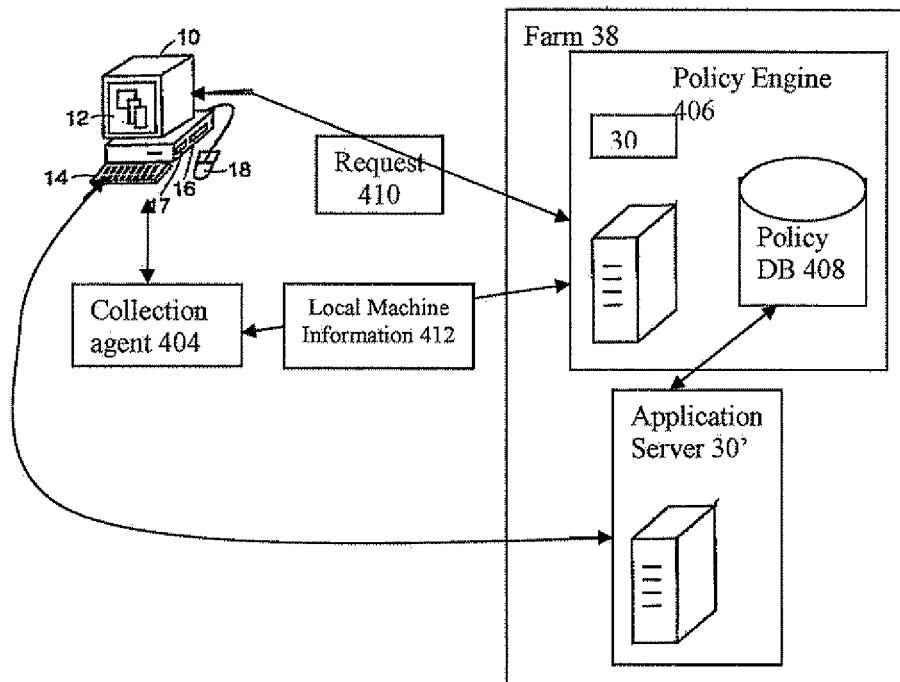 Farm 38
10
12
14
17
16
18
Policy Engine
406
30
Request
410
Policy
DB 408
Collection
agent 404
Local Machine
Information 412
Application
Server 30’